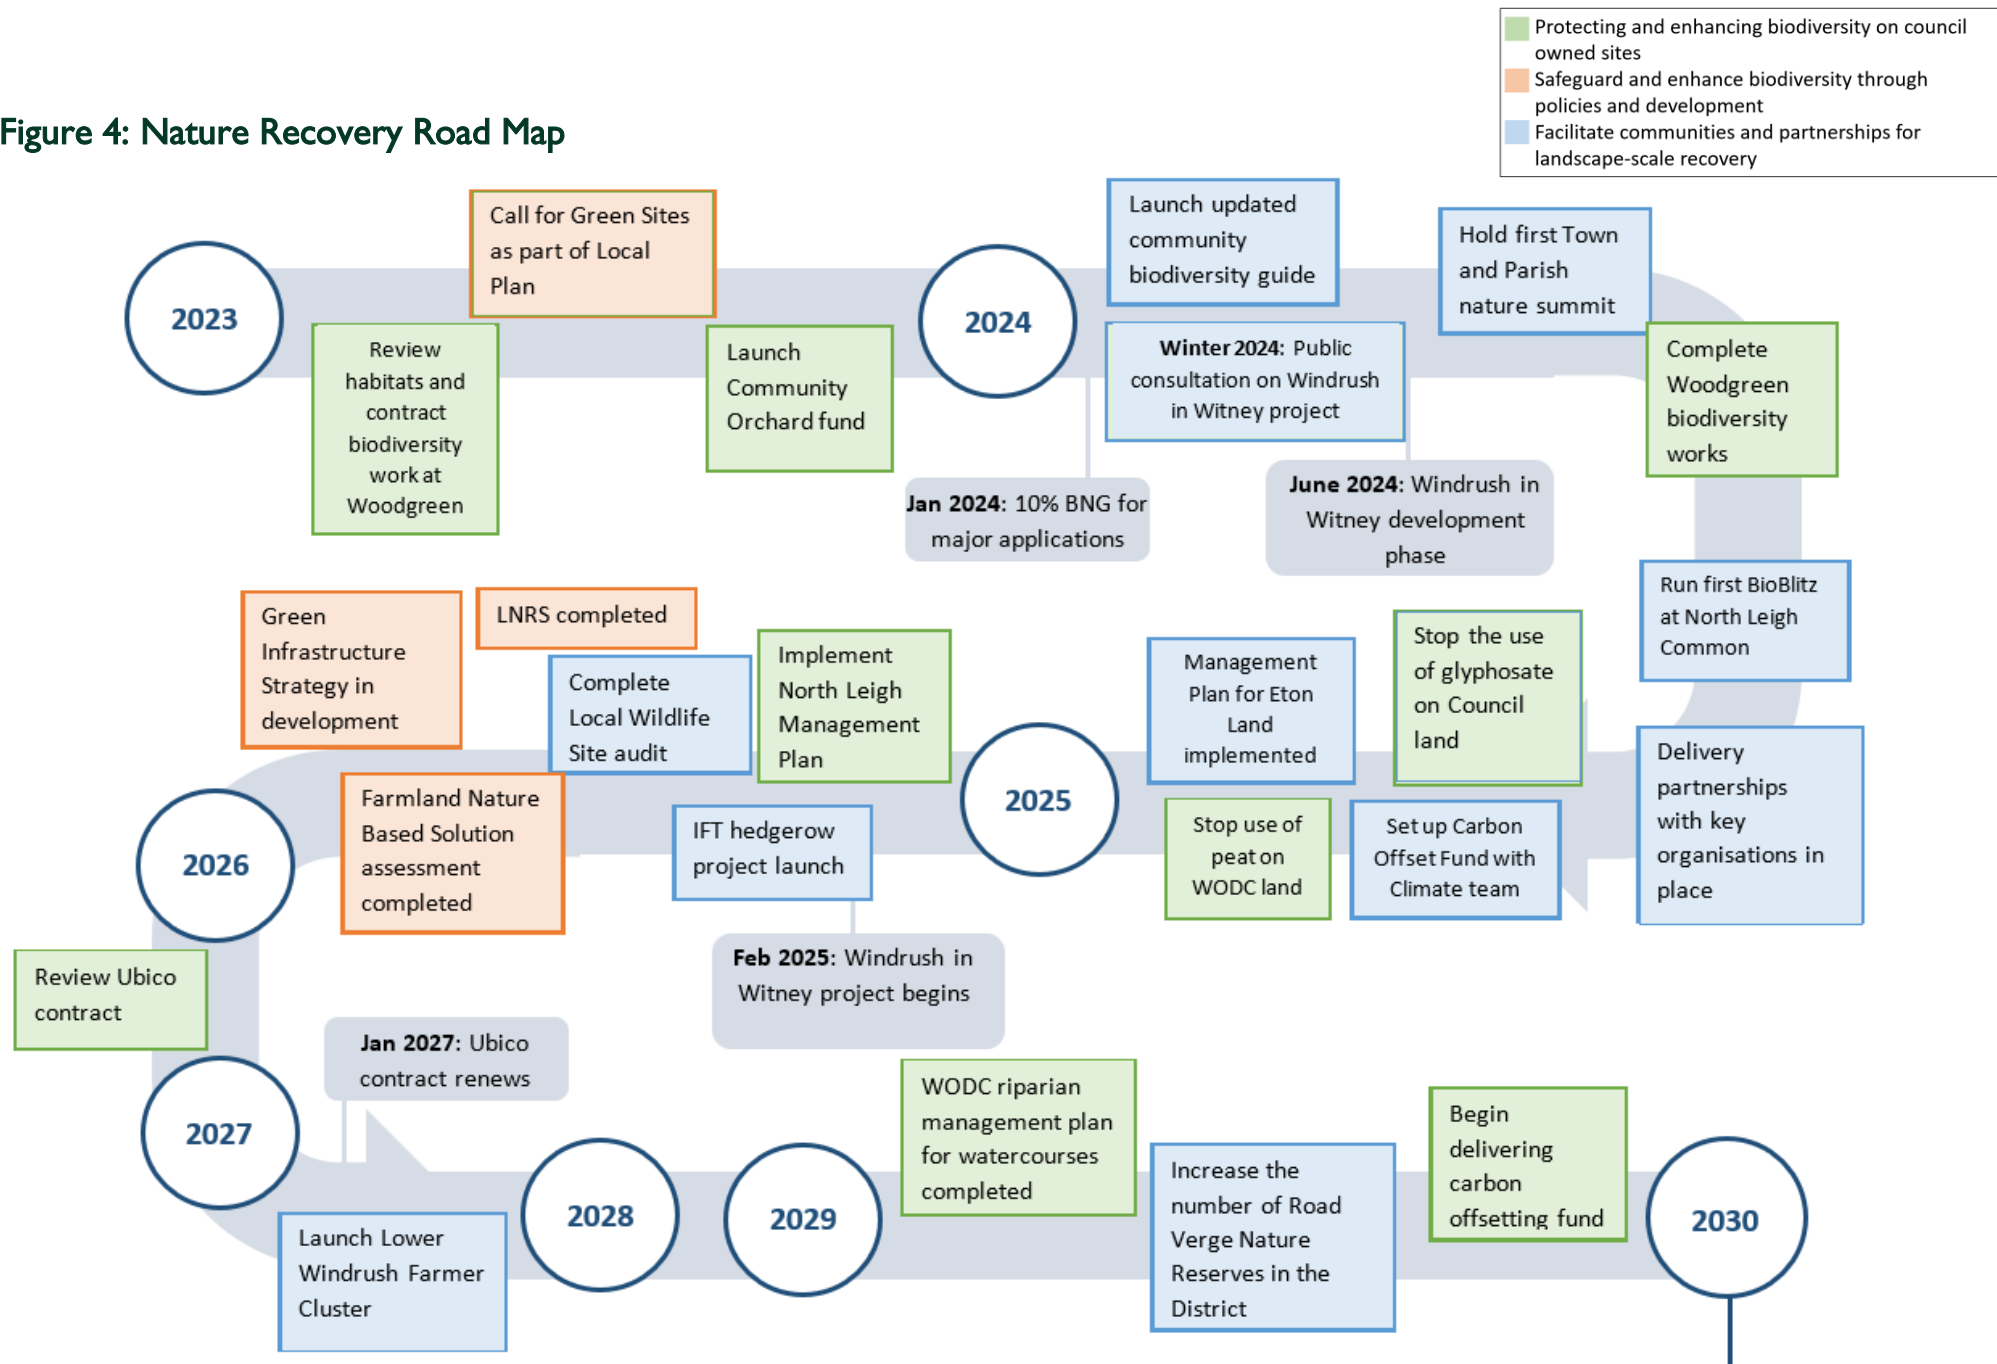 Protecting and enhancing biodiversity on council
owned sites
Safeguard and enhance biodiversity through
policies and development
Facilitate communities and partnerships for
landscape-scale recovery
Figure 4: Nature Recovery Road Map
2023
Call for Green Sites
as part of Local
Plan
Review
habitats and
contract
biodiversity
work at
Woodgreen
Launch
Community
Orchard fund
2024
Launch updated
community
biodiversity guide
Winter 2024: Public
consultation on Windrush
in Witney project
Hold first Town
and Parish
nature summit
Complete
Woodgreen
biodiversity
works
Jan 2024: 10% BNG for
major applications
June 2024: Windrush in
Witney development
phase
Run first BioBlitz
at North Leigh
Common
Delivery
partnerships
with key
organisations in
place
Stop the use
of glyphosate
on Council
land
Set up Carbon
Offset Fund with
Climate team
Management
Plan for Eton
Land
implemented
Stop use of
peat on
WODC land
2025
Implement
North Leigh
Management
Plan
IFT hedgerow
project launch
Feb 2025: Windrush in
Witney project begins
Complete
Local Wildlife
Site audit
LNRS completed
Green
Infrastructure
Strategy in
development
Farmland Nature
Based Solution
assessment
completed
2026
Review Ubico
contract
2027
Jan 2027: Ubico
contract renews
Launch Lower
Windrush Farmer
Cluster
2028
2029
WODC riparian
management plan
for watercourses
completed
Increase the
number of Road
Verge Nature
Reserves in the
District
Begin
delivering
carbon
offsetting fund
2030